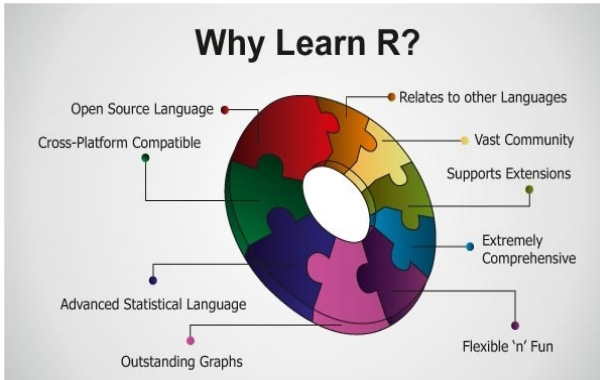 Why Learn R?
Open Source Language
Relates to other Languages
Cross-Platform Compatible
Vast Community
Supports Extensions
Extremely
Comprehensive
Advanced Statistical Language
Flexible ‘n’ Fun
Outstanding Graphs